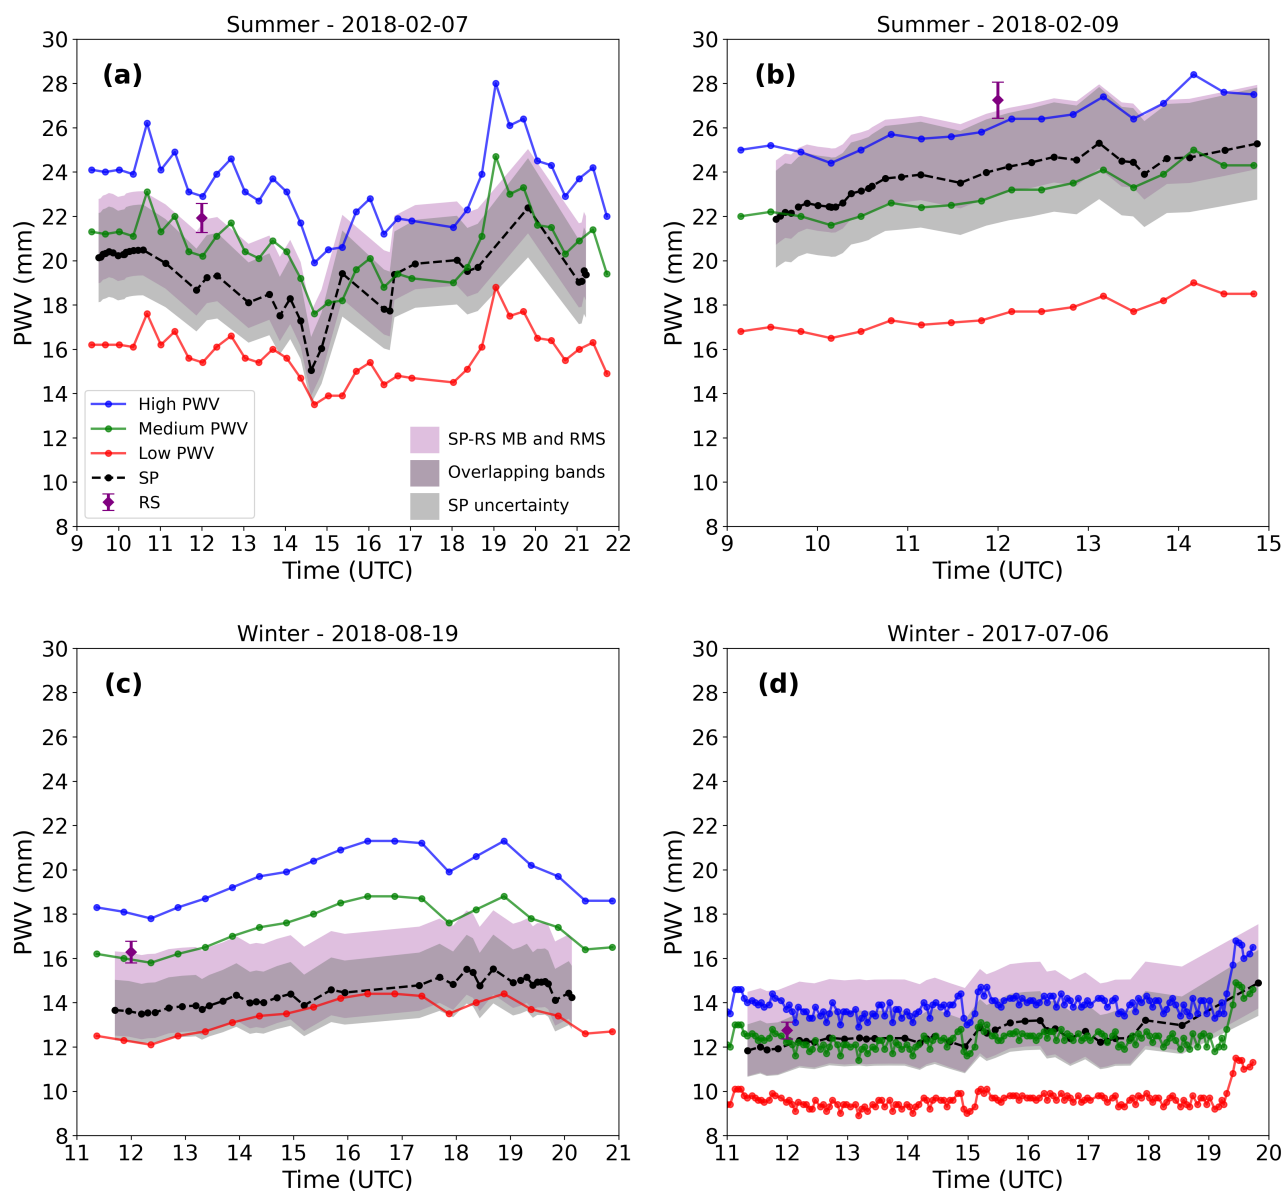 Summer - 2018-02-07
(a)
30
28
26
24
22
20
18
16
14
12
10
8
PWV (mm)
High PWV
Medium PWV
Low PWV
SP
RS
SP-RS MB and RMS
Overlapping bands
SP uncertainty
9 10 11 12 13 14 15 16 17 18 19 20 21 22
Time (UTC)
Summer - 2018-02-09
(b)
30
28
26
24
22
20
18
16
14
12
10
8
PWV (mm)
9 10 11 12 13 14 15
Time (UTC)
Winter - 2018-08-19
(c)
30
28
26
24
22
20
18
16
14
12
10
8
PWV (mm)
11 12 13 14 15 16 17 18 19 20 21
Time (UTC)
Winter - 2017-07-06
(d)
30
28
26
24
22
20
18
16
14
12
10
8
PWV (mm)
11 12 13 14 15 16 17 18 19 20
Time (UTC)